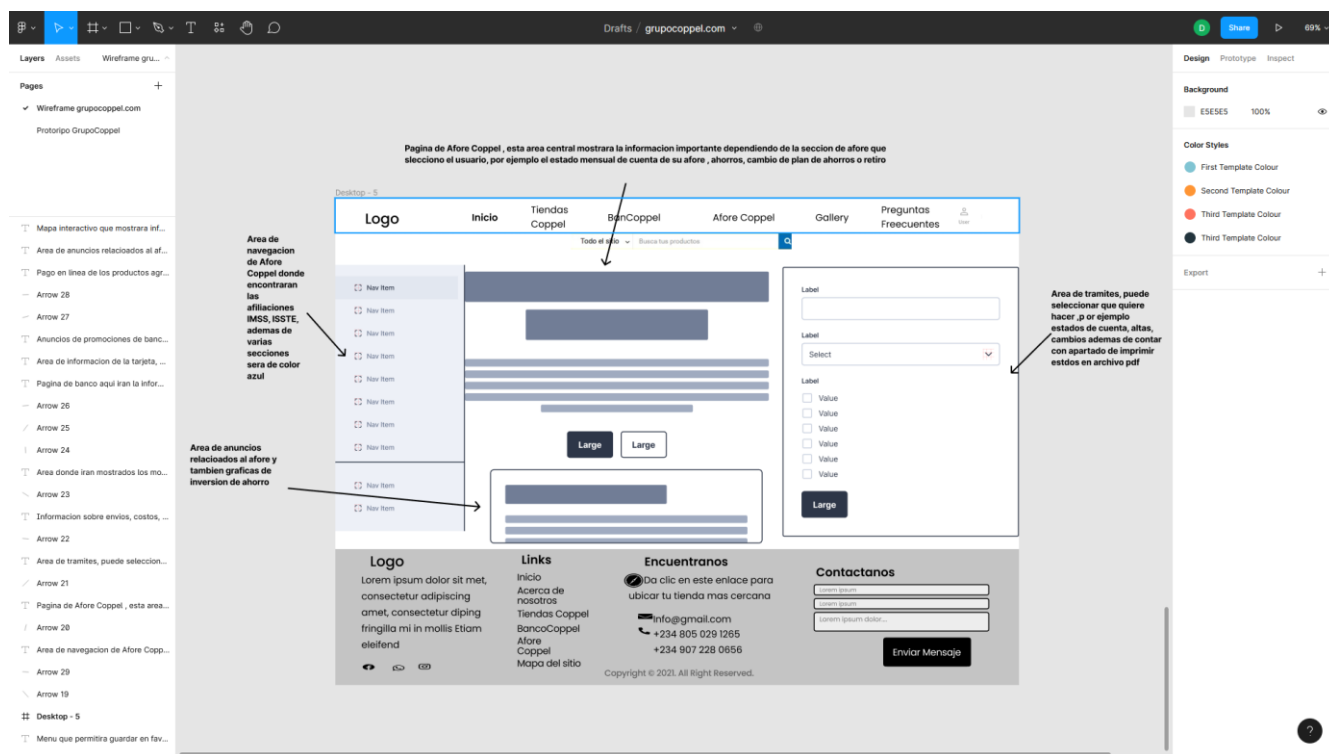 Drafts / grupocoppel.com
D
Share
69%
Layers
Assets
Wireframe gru...
Pages
Wireframe grupocoppel.com
Protoripo GrupoCoppel
Mapa interactivo que mostrara inf...
Area de anuncios relacioados al af...
Pago en linea de los productos agr...
Arrow 28
Arrow 27
Anuncios de promociones de banc...
Area de informacion de la tarjeta, ...
Pagina de banco aqui iran la infor...
Arrow 26
Arrow 25
Arrow 24
Area donde iran mostrados los mo...
Arrow 23
Informacion sobre envios, costos, ...
Arrow 22
Area de tramites, puede seleccion...
Arrow 21
Pagina de Afore Coppel , esta area...
Arrow 20
Area de navegacion de Afore Copp...
Arrow 29
Arrow 19
Desktop - 5
Menu que permitira guardar en fav...
Pagina de Afore Coppel , esta area central mostrara la informacion importante dependiendo de la seccion de afore que
slecciono el usuario, por ejemplo el estado mensual de cuenta de su afore , ahorros, cambio de plan de ahorros o retiro
Desktop - 5
Logo
Inicio
Tiendas
Coppel
BanCoppel
Afore Coppel
Gallery
Preguntas
Freecuentes
User
Todo el sitio
Busca tus productos
Area de
navegacion
de Afore
Coppel donde
encontraran
las
afiliaciones
IMSS, ISSTE,
ademas de
varias
secciones
sera de color
azul
Nav Item
Nav Item
Nav Item
Nav Item
Nav Item
Nav Item
Nav Item
Nav Item
Nav Item
Nav Item
Large
Large
Label
Label
Select
Label
Value
Value
Value
Value
Value
Value
Large
Area de tramites, puede
seleccionar que quiere
hacer ,p or ejemplo
estados de cuenta, altas,
cambios ademas de contar
con apartado de imprimir
estdos en archivo pdf
Area de anuncios
relacioados al afore y
tambien graficas de
inversion de ahorro
Logo
Lorem ipsum dolor sit met,
consectetur adipiscing
amet, consectetur diping
fringilla mi in mollis Etiam
eleifend
Links
Inicio
Acerca de
nosotros
Tiendas Coppel
BancoCoppel
Afore
Coppel
Mapa del sitio
Encuentranos
Da clic en este enlace para
ubicar tu tienda mas cercana
Info@gmail.com
+234 805 029 1265
+234 907 228 0656
Copyright © 2021. All Right Reserved.
Contactanos
Lorem ipsum
Lorem ipsum
Lorem ipsum dolor...
Enviar Mensaje
Design
Prototype
Inspect
Background
E5E5E5
100%
Color Styles
First Template Colour
Second Template Colour
Third Template Colour
Third Template Colour
Export
?